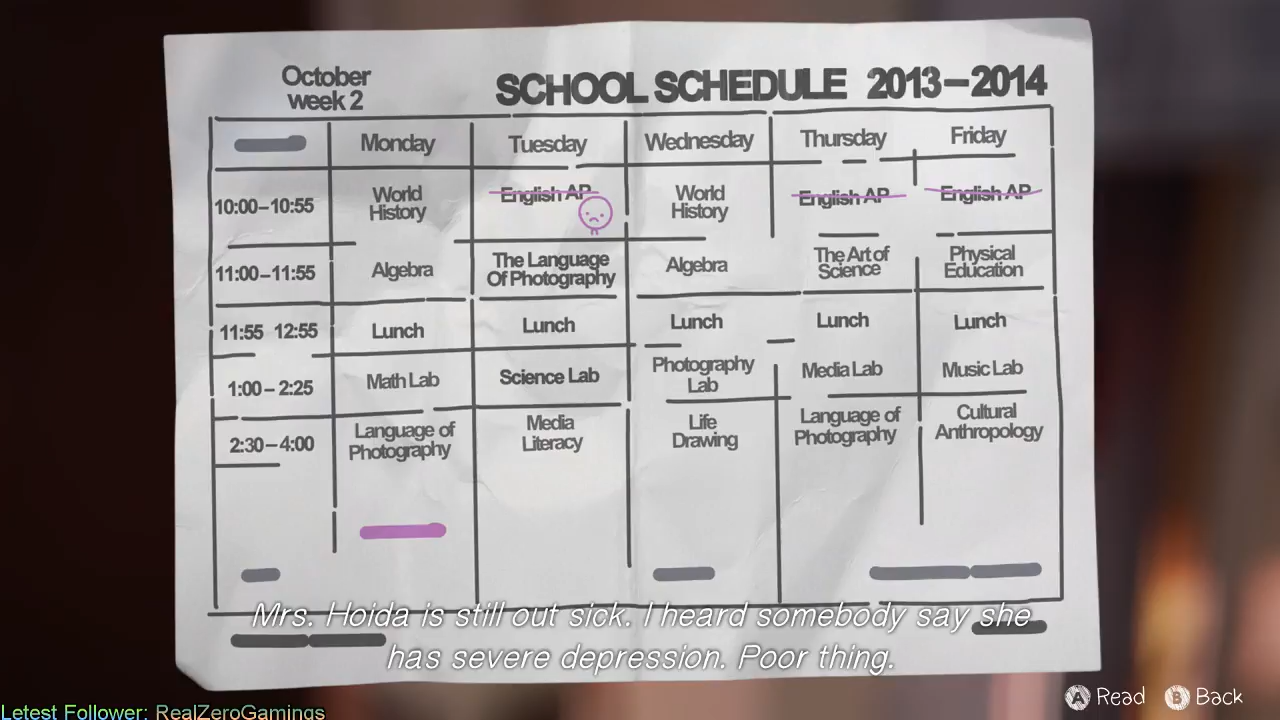 October
week 2
SCHOOL SCHEDULE 2013-2014
Monday Tuesday Wednesday Thursday Friday
10:00-10:55 World History English AP World History English AP English AP
11:00-11:55 Algebra The Language Of Photography Algebra The Art of Science Physical Education
11:55 12:55 Lunch Lunch Lunch Lunch Lunch
1:00-2:25 Math Lab Science Lab Photography Lab Media Lab Music Lab
2:30-4:00 Language of Photography Media Literacy Life Drawing Language of Photography Cultural Anthropology
Mrs. Hoida is still out sick. I heard somebody say she
has severe depression. Poor thing.
A Read B Back
Letest Follower: RealZeroGamings